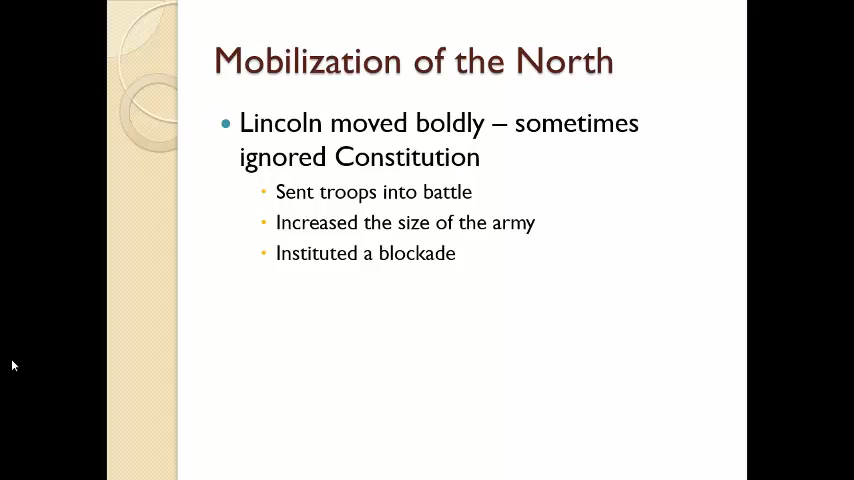 Mobilization of the North
• Lincoln moved boldly – sometimes
ignored Constitution
• Sent troops into battle
• Increased the size of the army
• Instituted a blockade